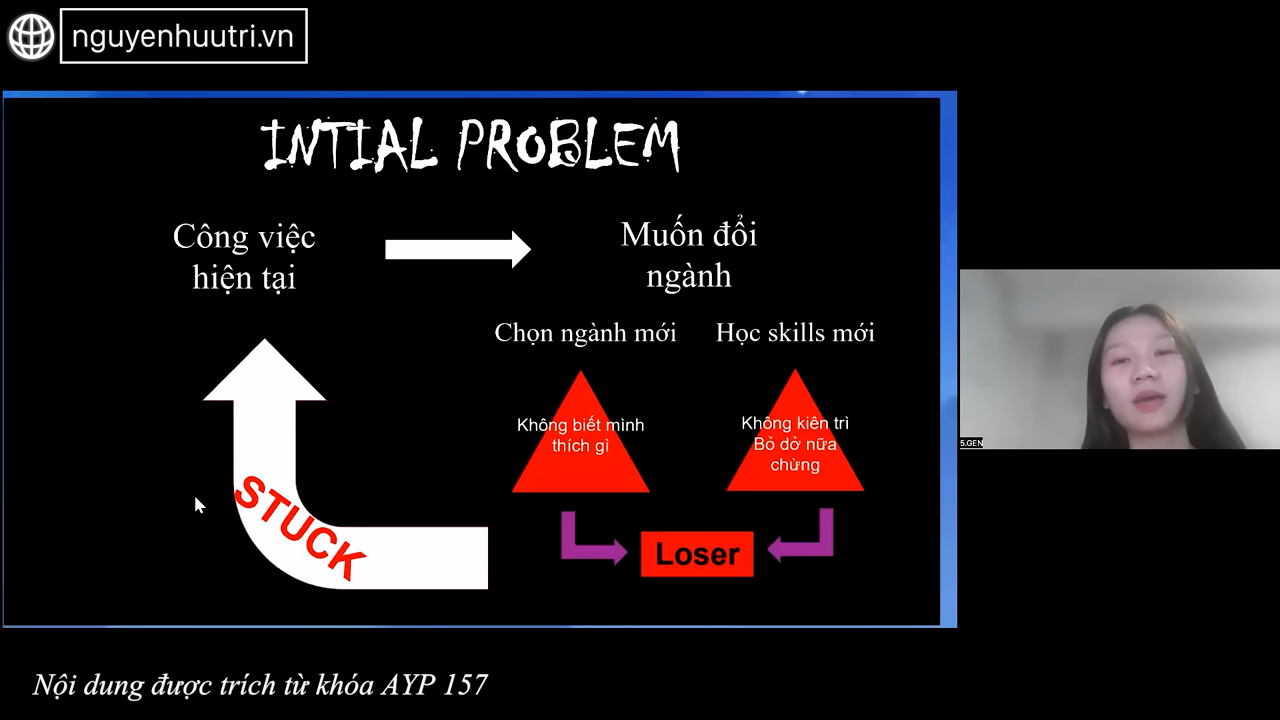 nguyenhuutri.vn
INTIAL PROBLEM
Công việc
hiện tại
Muốn đổi
ngành
Chọn ngành mới
Học skills mới
Không biết mình
thích gì
Không kiên trì
Bỏ dở nữa
chừng
STUCK
Loser
5.GEN
Nội dung được trích từ khóa AYP 157